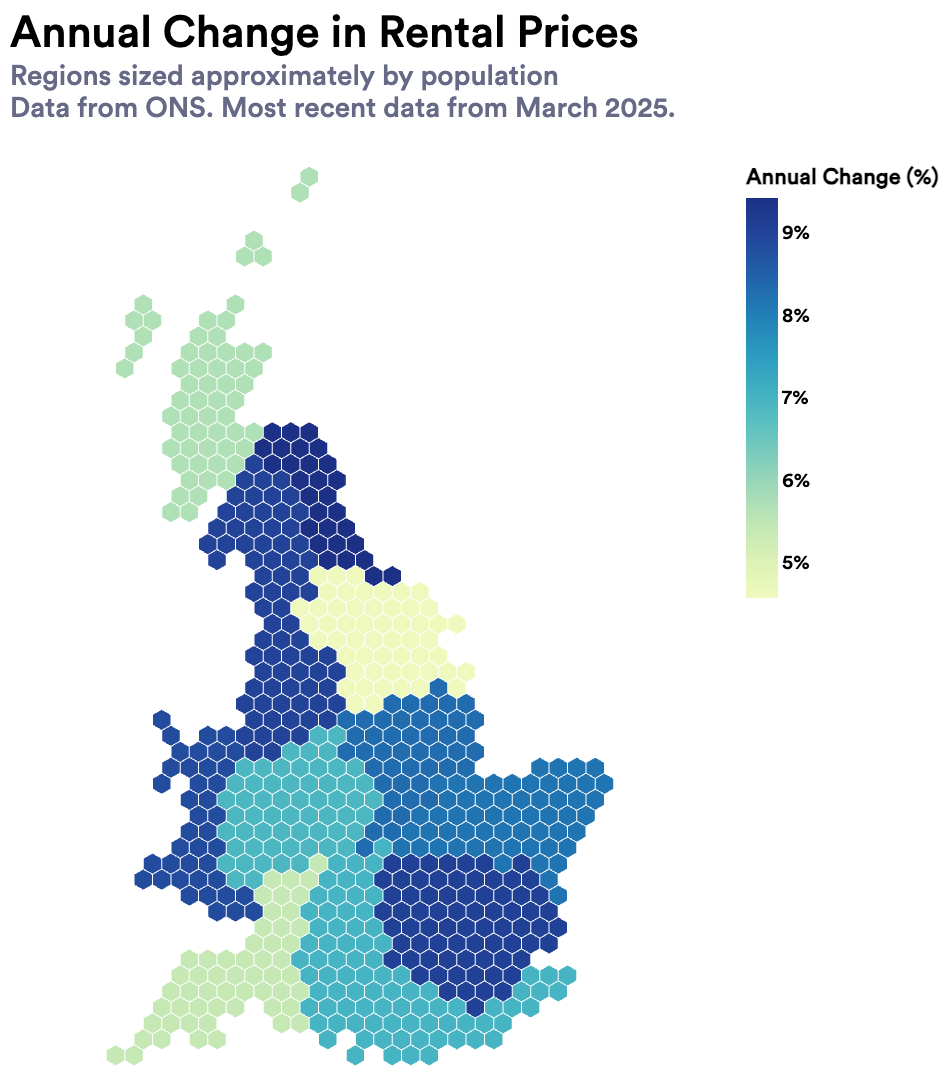 Annual Change in Rental Prices
Regions sized approximately by population
Data from ONS. Most recent data from March 2025.
Annual Change (%)
9%
8%
7%
6%
5%